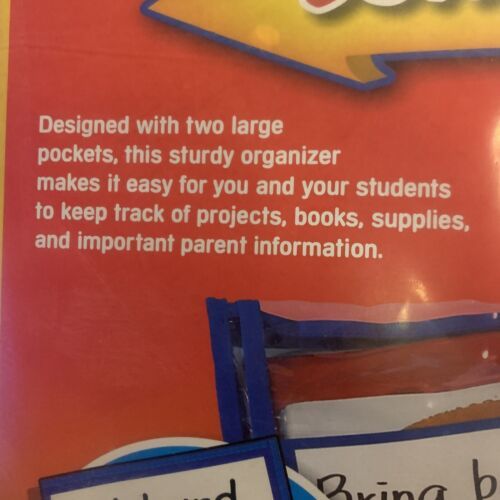 Designed with two large
pockets, this sturdy organizer
makes it easy for you and your students
to keep track of projects, books, supplies,
and important parent information.
Bring b